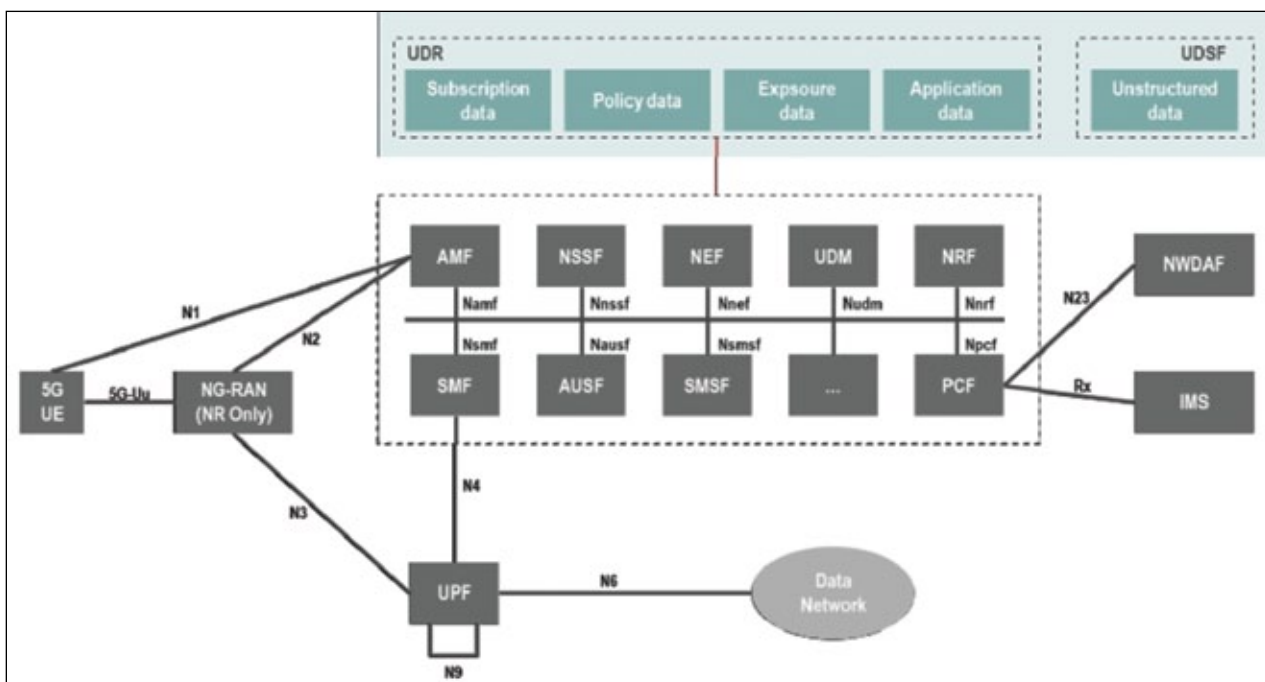 UDR
UDSF
Subscription
data
Policy data
Expsoure
data
Application
data
Unstructured
data
AMF
NSSF
NEF
UDM
NRF
NWDAF
N1
N2
Namf
Nnssf
Nnef
Nudm
Nnrf
N23
Nsmf
Nausf
Nsmsf
Npcf
5G
UE
5G-Uu
NG-RAN
(NR Only)
SMF
AUSF
SMSF
...
PCF
Rx
IMS
N3
N4
UPF
N6
Data
Network
N9